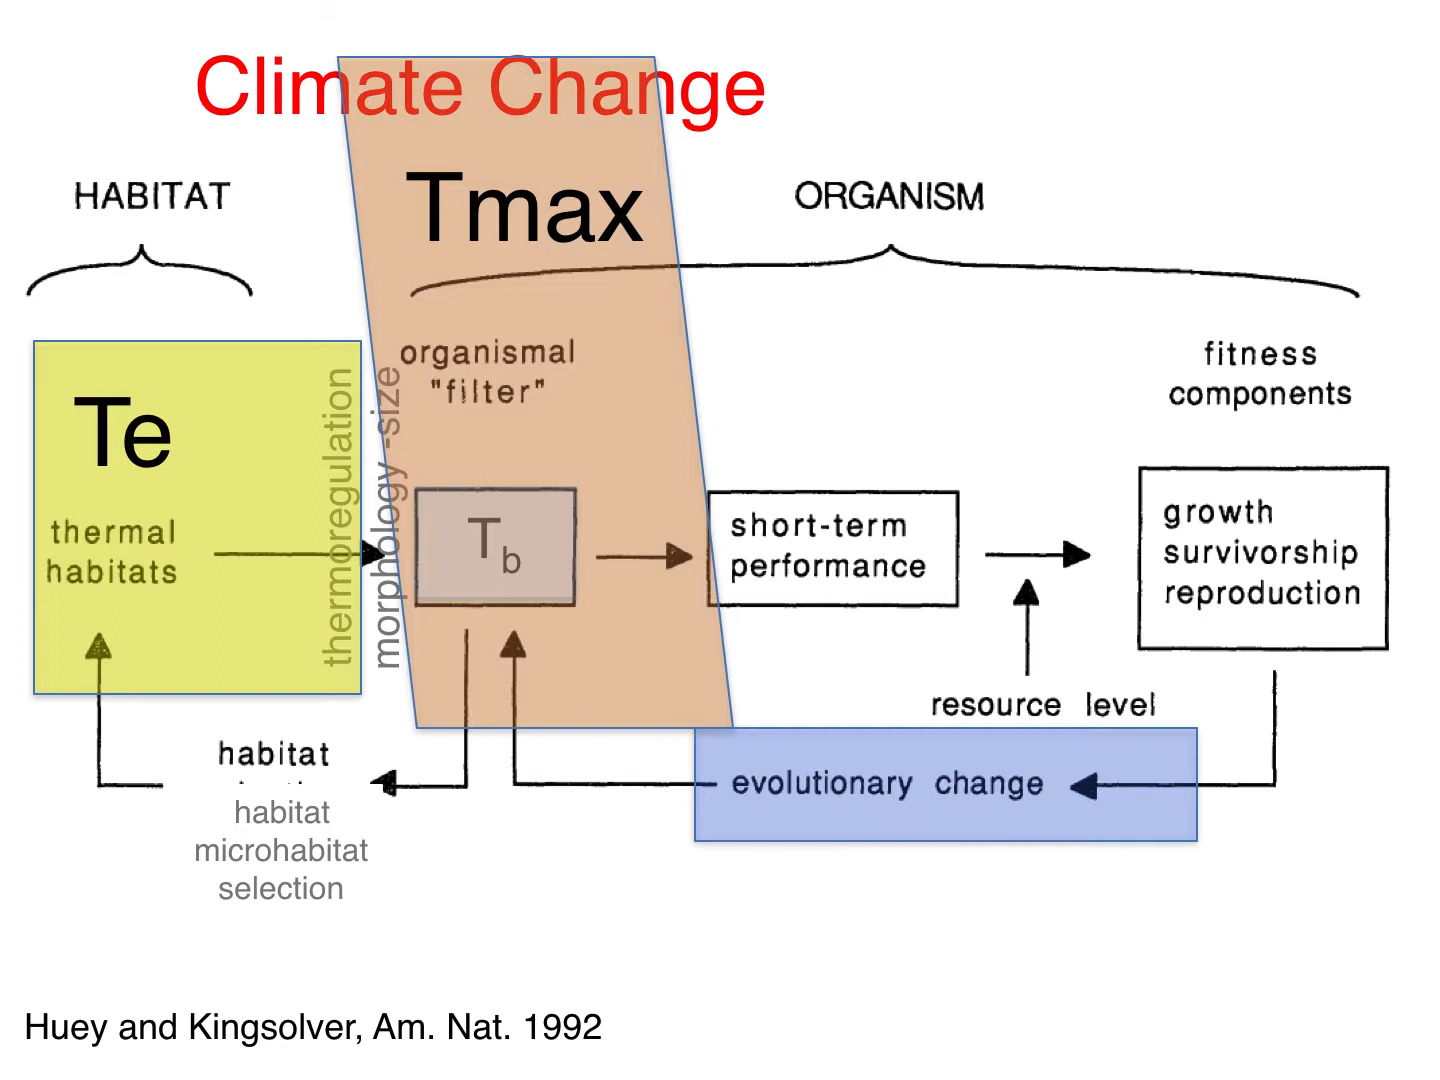 Climate Change
HABITAT
Tmax
ORGANISM
organismal
"filter"
fitness
components
Te
thermoregulation
morphology -size
thermal
habitats
Tb
short-term
performance
growth
survivorship
reproduction
resource level
habitat
habitat
microhabitat
selection
evolutionary change
Huey and Kingsolver, Am. Nat. 1992